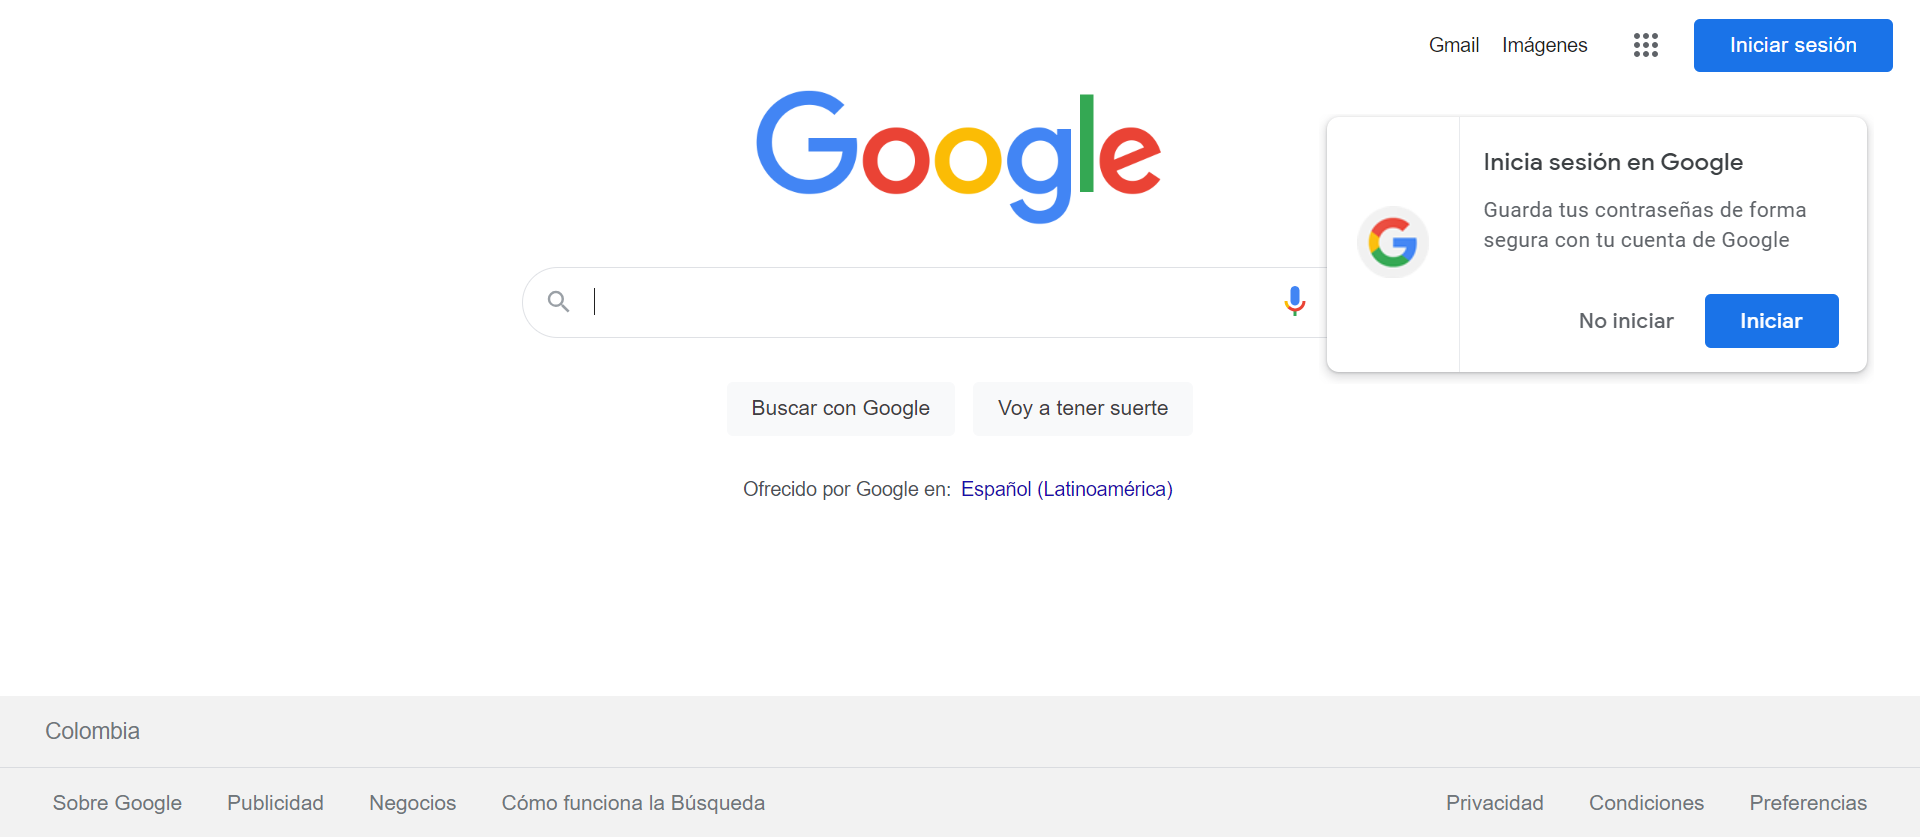 Gmail Imágenes Iniciar sesión
Google
Inicia sesión en Google
Guarda tus contraseñas de forma
segura con tu cuenta de Google
No iniciar Iniciar
Buscar con Google Voy a tener suerte
Ofrecido por Google en: Español (Latinoamérica)
Colombia
Sobre Google Publicidad Negocios Cómo funciona la Búsqueda Privacidad Condiciones Preferencias